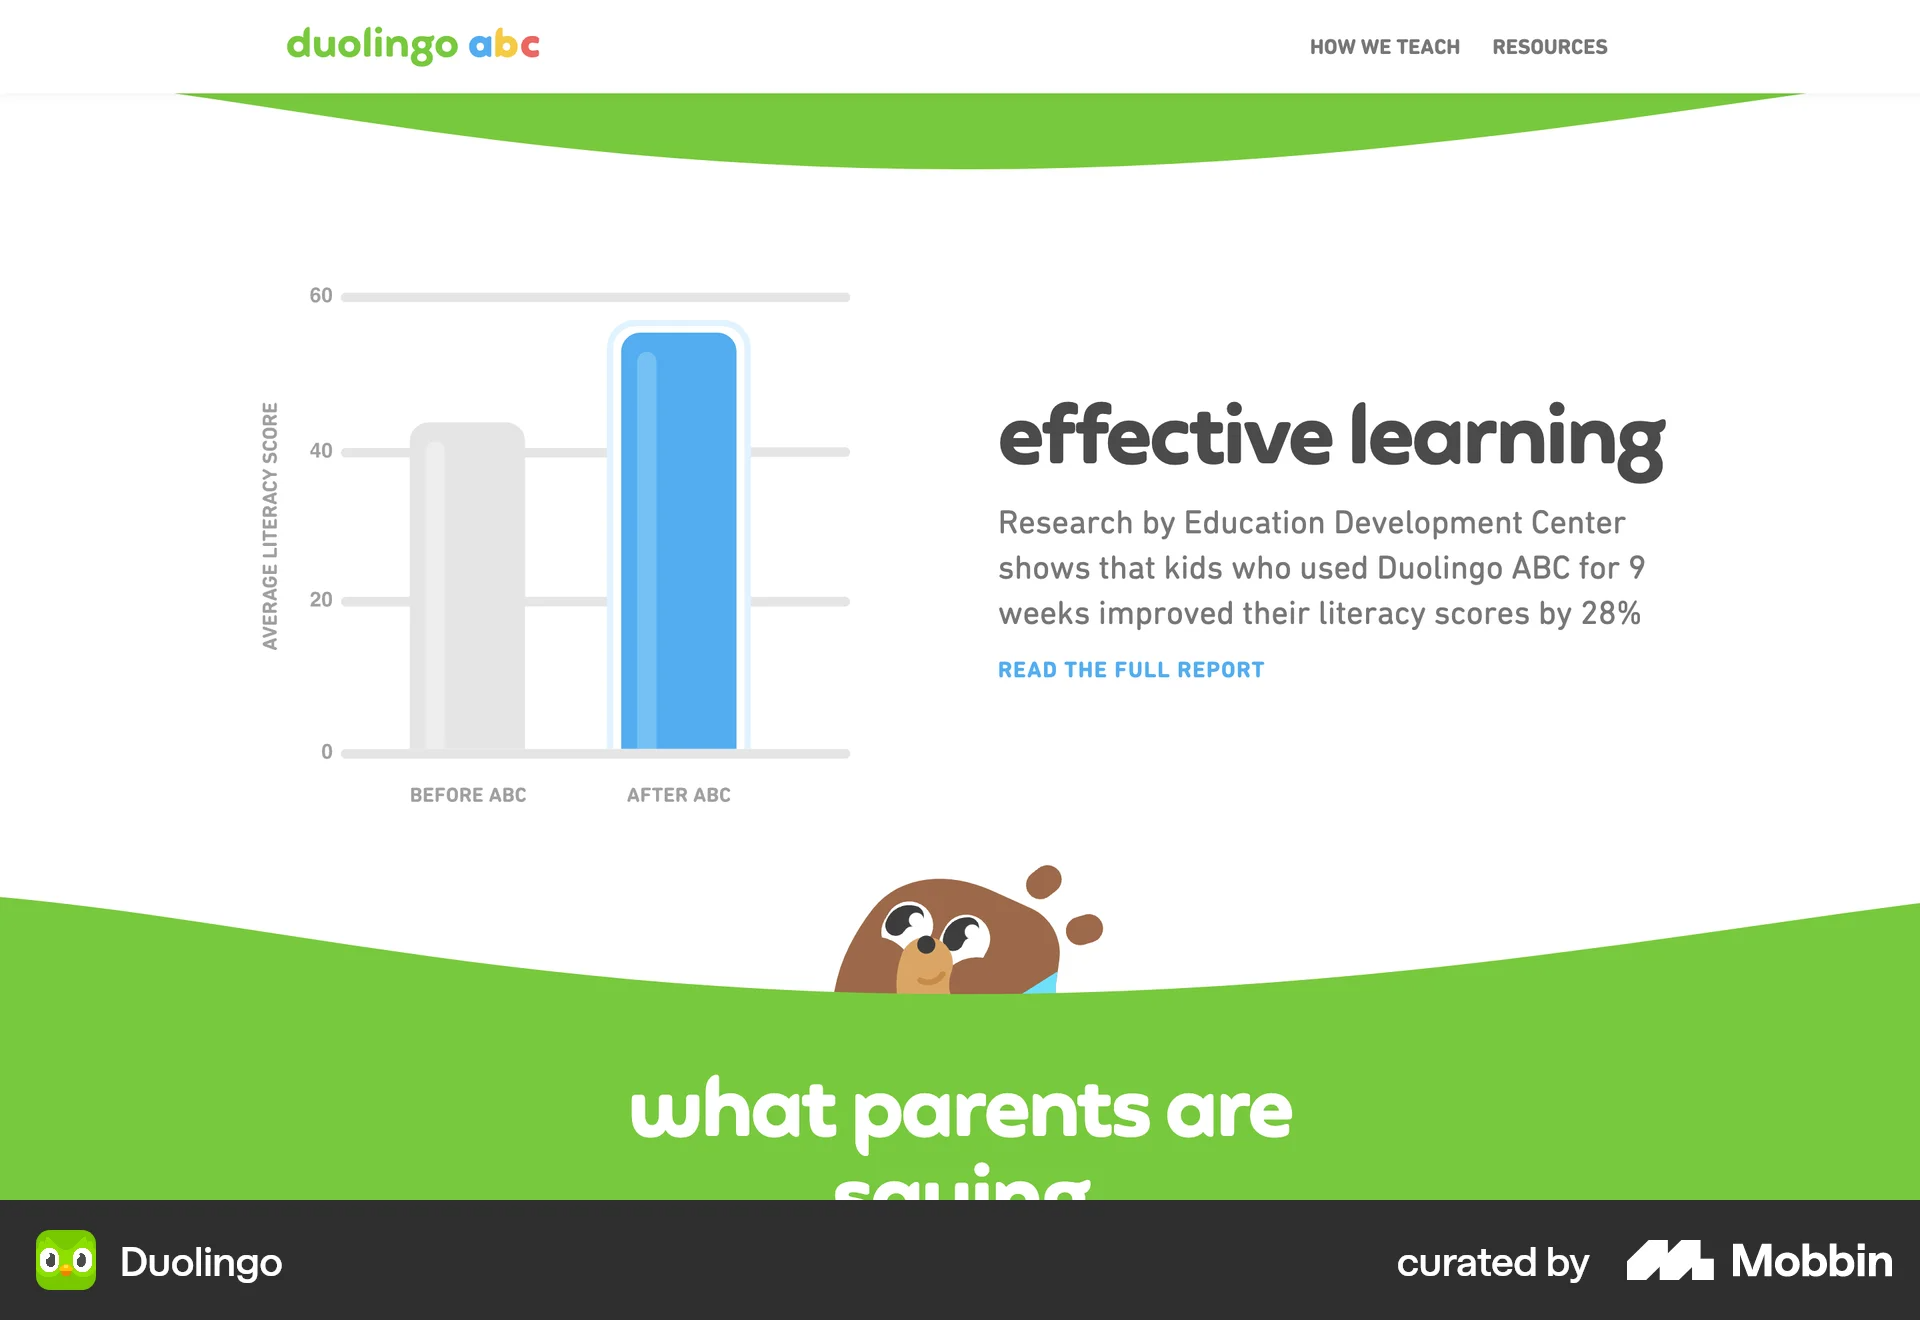 duolingo abc
HOW WE TEACH
RESOURCES
60
40
20
0
AVERAGE LITERACY SCORE
BEFORE ABC
AFTER ABC
effective learning
Research by Education Development Center
shows that kids who used Duolingo ABC for 9
weeks improved their literacy scores by 28%
READ THE FULL REPORT
what parents are
saying
Duolingo
curated by
Mobbin